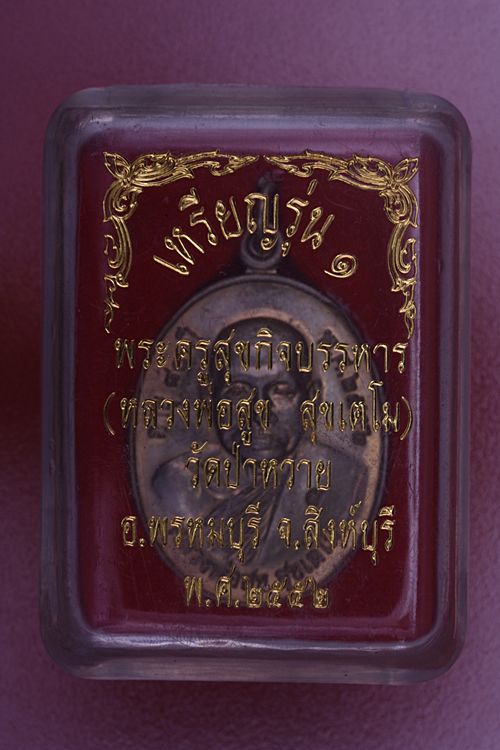 เหรียญรุ่น ๑
พระครูสุขกิจบรรหาร
(หลวงพ่อสูข สุขเตโม)
วัดป่าหวาย
อ.พรหมบุรี จ.สิงห์บุรี
พ.ศ.๒๕๕๒